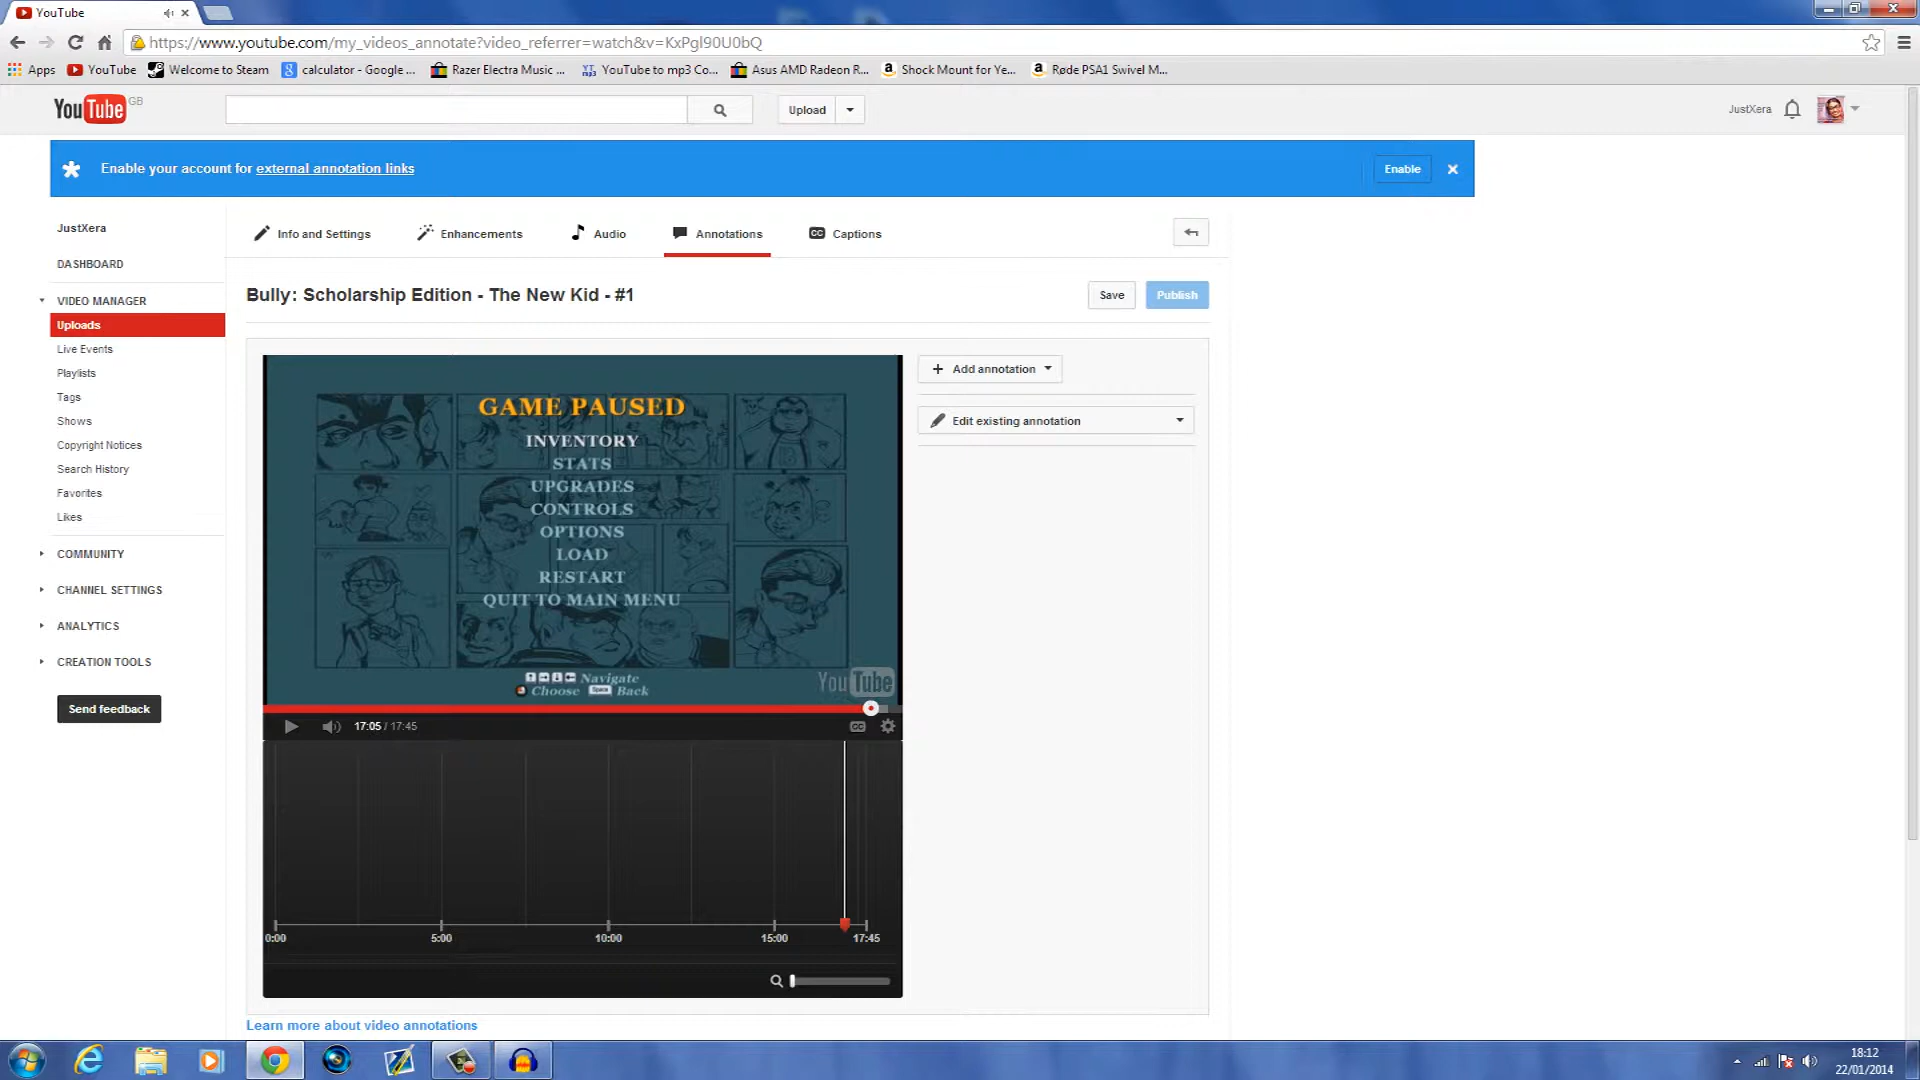 YouTube
https://www.youtube.com/my_videos_annotate?video_referrer=watch&v=KxPgl90U0bQ
Apps YouTube Welcome to Steam calculator - Google ... Razer Electra Music ... YouTube to mp3 Co... Asus AMD Radeon R... Shock Mount for Ye... Røde PSA1 Swivel M...
YouTube GB
Upload
JustXera
Enable your account for external annotation links
Enable
JustXera
DASHBOARD
VIDEO MANAGER
Uploads
Live Events
Playlists
Tags
Shows
Copyright Notices
Search History
Favorites
Likes
COMMUNITY
CHANNEL SETTINGS
ANALYTICS
CREATION TOOLS
Send feedback
Info and Settings Enhancements Audio Annotations Captions
Bully: Scholarship Edition - The New Kid - #1
Save
Publish
GAME PAUSED
INVENTORY
STATS
UPGRADES
CONTROLS
OPTIONS
LOAD
RESTART
QUIT TO MAIN MENU
Navigate
Choose Space Back
YouTube
17:05 / 17:45
0:00 5:00 10:00 15:00 17:45
Add annotation
Edit existing annotation
Learn more about video annotations
18:12
22/01/2014